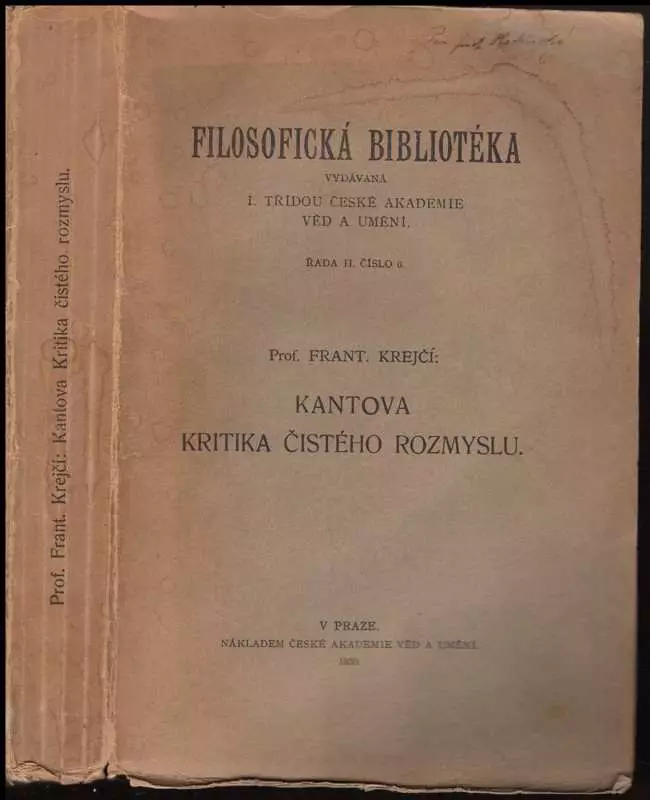 Prof. Frant. Krejčí: Kantova Kritika čistého rozmyslu.
FILOSOFICKÁ BIBLIOTÉKA
VYDÁVANÁ
I. TŘÍDOU ČESKÉ AKADEMIE
VĚD A UMĚNÍ.
ŘADA II. ČÍSLO 6.
Prof. FRANT. KREJČÍ:
KANTOVA
KRITIKA ČISTÉHO ROZMYSLU.
V PRAZE.
NÁKLADEM ČESKÉ AKADEMIE VĚD A UMĚNÍ.